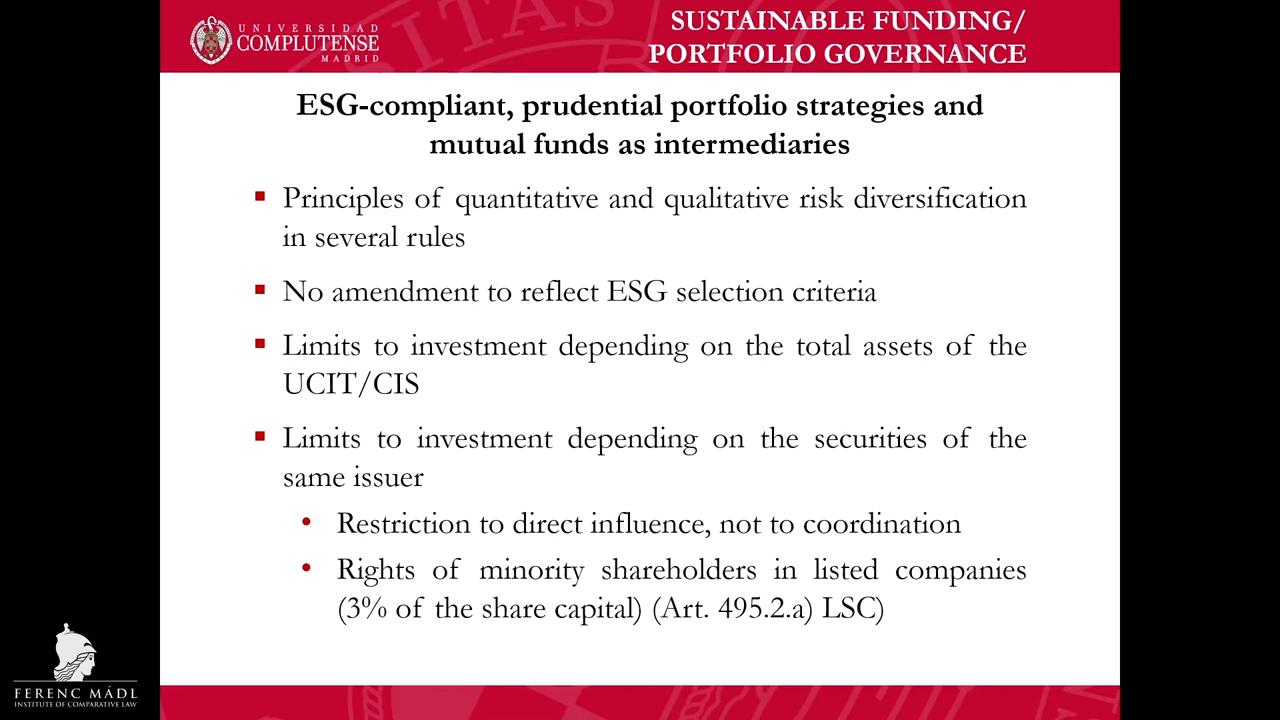 UNIVERSIDAD
COMPLUTENSE
MADRID
SUSTAINABLE FUNDING/
PORTFOLIO GOVERNANCE
ESG-compliant, prudential portfolio strategies and
mutual funds as intermediaries
▪ Principles of quantitative and qualitative risk diversification
in several rules
▪ No amendment to reflect ESG selection criteria
▪ Limits to investment depending on the total assets of the
UCIT/CIS
▪ Limits to investment depending on the securities of the
same issuer
• Restriction to direct influence, not to coordination
• Rights of minority shareholders in listed companies
(3% of the share capital) (Art. 495.2.a) LSC)
FERENC MÁDL
INSTITUTE OF COMPARATIVE LAW